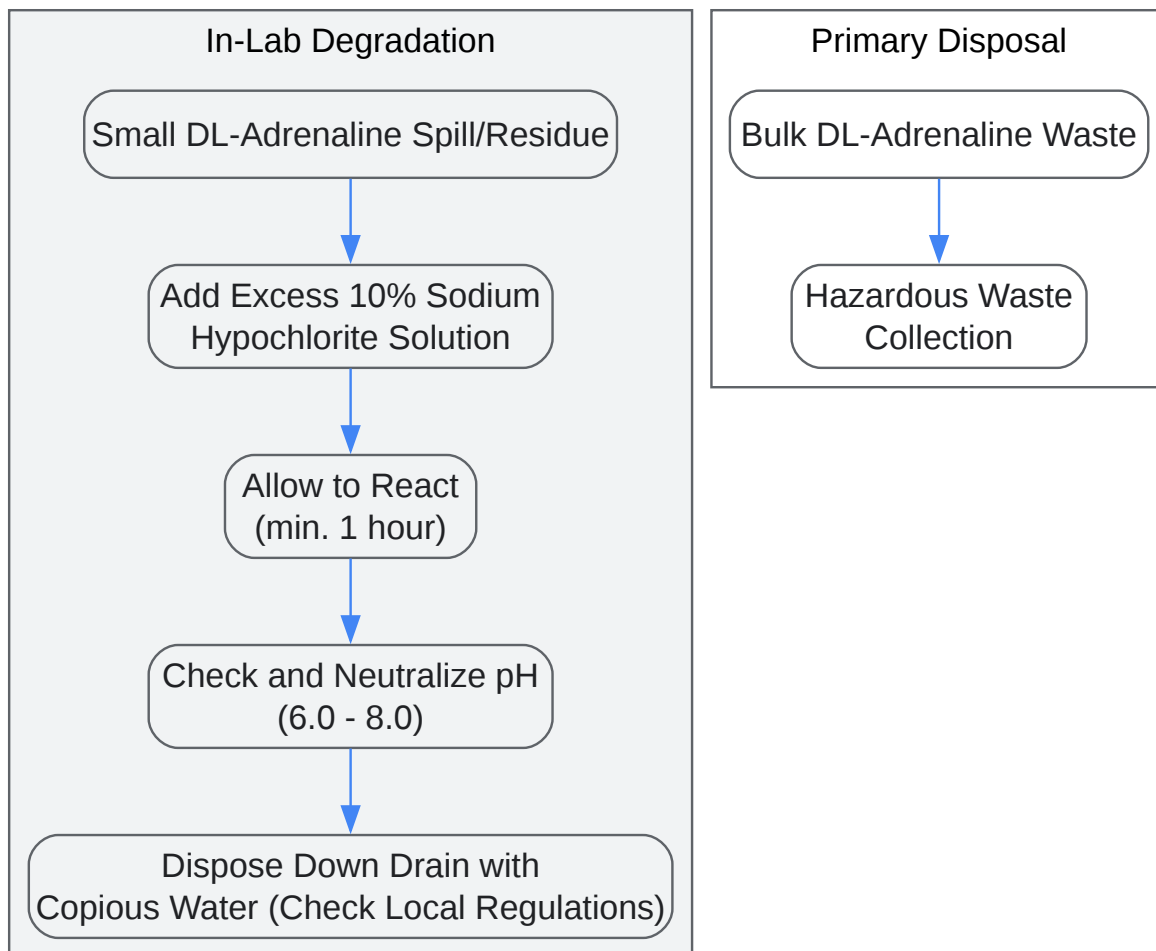 In-Lab Degradation
Small DL-Adrenaline Spill/Residue
Add Excess 10% Sodium
Hypochlorite Solution
Allow to React
(min. 1 hour)
Check and Neutralize pH
(6.0 - 8.0)
Dispose Down Drain with
Copious Water (Check Local Regulations)
Primary Disposal
Bulk DL-Adrenaline Waste
Hazardous Waste
Collection